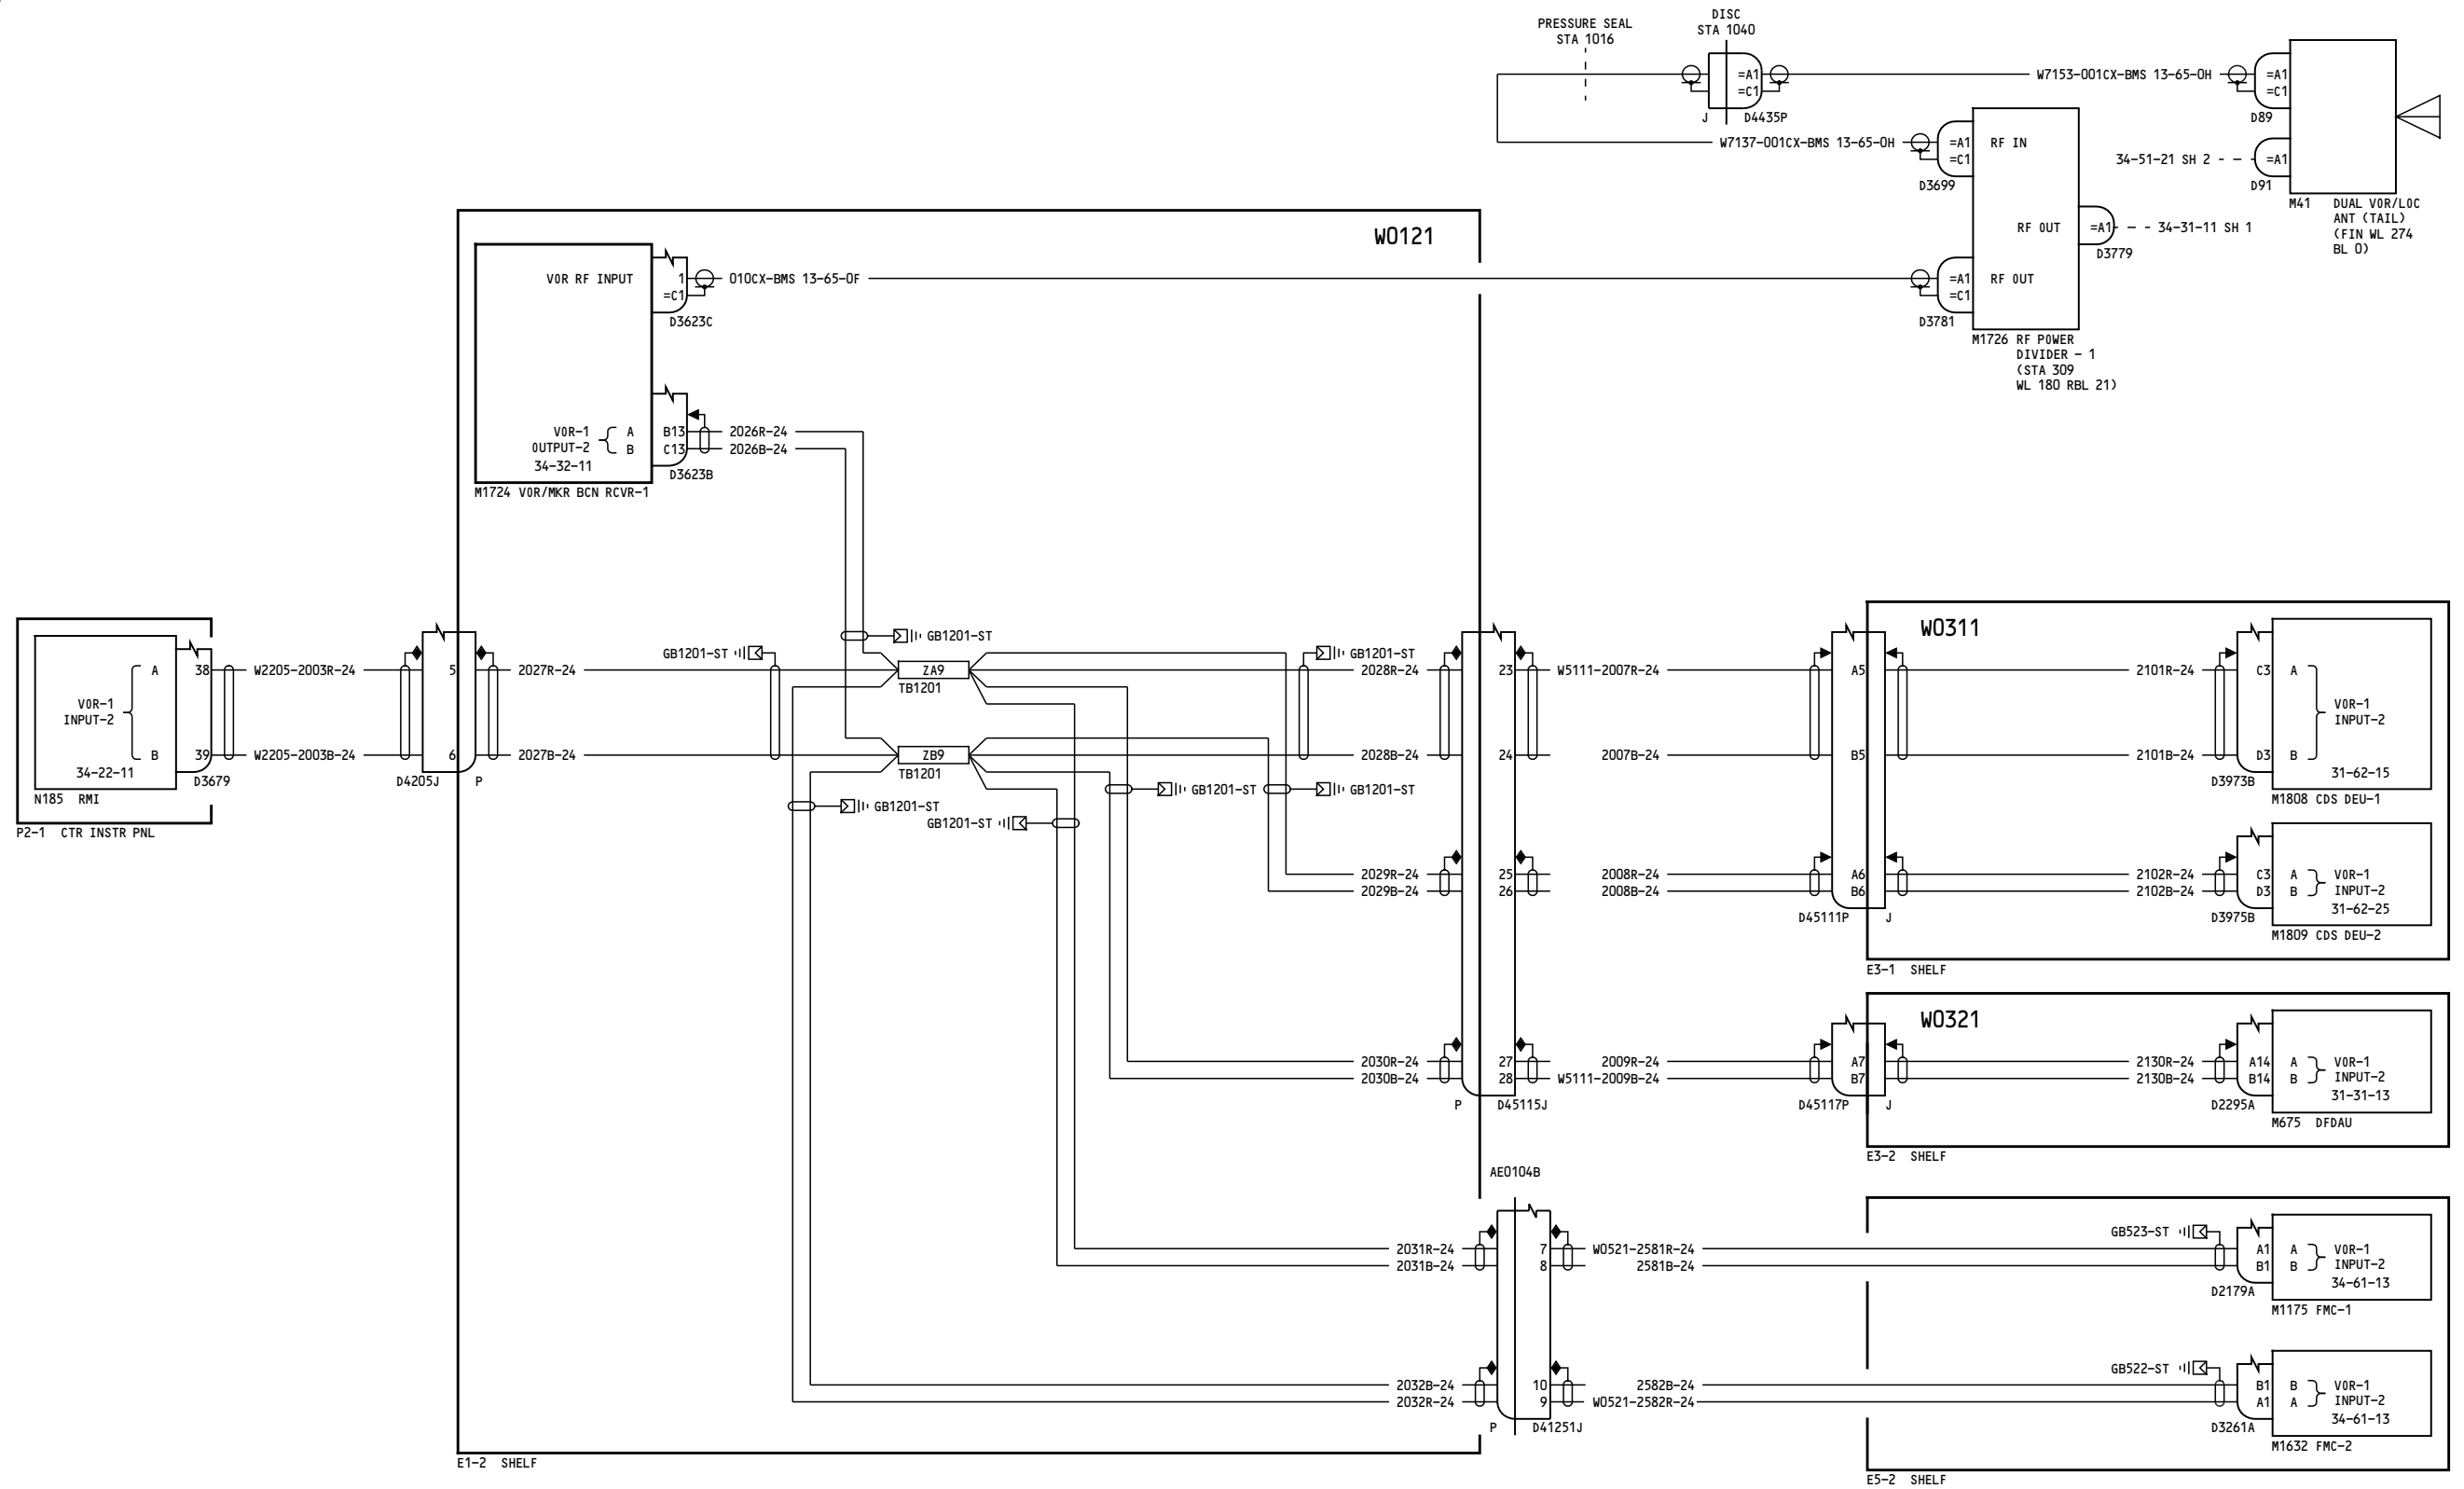 PRESSURE SEAL
STA 1016
DISC
STA 1040
=A1
=C1
J D4435P
W7153-001CX-BMS 13-65-0H
=A1
=C1
D89
34-51-21 SH 2
=A1
D91
M41 DUAL VOR/LOC
ANT (TAIL)
(FIN WL 274
BL 0)
W7137-001CX-BMS 13-65-0H
=A1
=C1
D3699
RF IN
RF OUT
=A1
34-31-11 SH 1
D3779
=A1
=C1
D3781
RF OUT
M1726 RF POWER
DIVIDER - 1
(STA 309
WL 180 RBL 21)
W0121
VOR RF INPUT
1
=C1
D3623C
010CX-BMS 13-65-0F
VOR-1
OUTPUT-2
A
B
34-32-11
B13
C13
D3623B
2026R-24
2026B-24
M1724 VOR/MKR BCN RCVR-1
A
VOR-1
INPUT-2
B
34-22-11
38
39
D3679
N185 RMI
P2-1 CTR INSTR PNL
W2205-2003R-24
W2205-2003B-24
5
6
D4205J P
2027R-24
2027B-24
GB1201-ST
GB1201-ST
ZA9
TB1201
ZB9
TB1201
GB1201-ST
GB1201-ST
GB1201-ST
GB1201-ST
GB1201-ST
2028R-24
2028B-24
2029R-24
2029B-24
2030R-24
2030B-24
23
24
25
26
27
28
P D45115J
W5111-2007R-24
2007B-24
2008R-24
2008B-24
2009R-24
W5111-2009B-24
A5
B5
A6
B6
D45111P J
W0311
2101R-24
2101B-24
C3
D3
D3973B
A
VOR-1
INPUT-2
B
31-62-15
M1808 CDS DEU-1
2102R-24
2102B-24
C3
D3
D3975B
A
B
VOR-1
INPUT-2
31-62-25
M1809 CDS DEU-2
E3-1 SHELF
A7
B7
D45117P J
W0321
2130R-24
2130B-24
A14
B14
D2295A
A
B
VOR-1
INPUT-2
31-31-13
M675 DFDAU
E3-2 SHELF
AE0104B
2031R-24
2031B-24
7
8
W0521-2581R-24
2581B-24
GB523-ST
A1
B1
D2179A
A
B
VOR-1
INPUT-2
34-61-13
M1175 FMC-1
2032B-24
2032R-24
10
9
P D41251J
2582B-24
W0521-2582R-24
GB522-ST
B1
A1
D3261A
B
A
VOR-1
INPUT-2
34-61-13
M1632 FMC-2
E1-2 SHELF
E5-2 SHELF